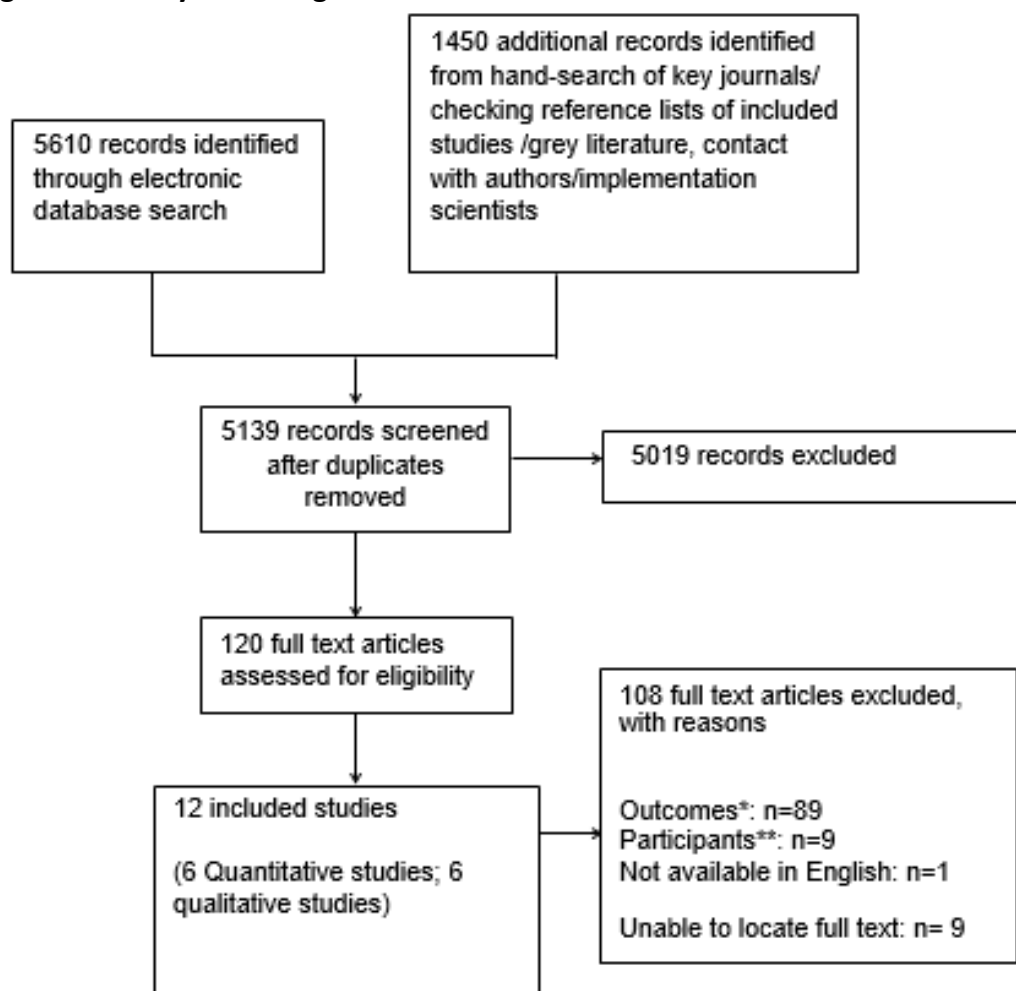 1450 additional records identified
from hand-search of key journals/
checking reference lists of included
studies /grey literature, contact
with authors/implementation
scientists
5610 records identified
through electronic
database search
5139 records screened
after duplicates
removed
5019 records excluded
120 full text articles
assessed for eligibility
108 full text articles excluded,
with reasons
Outcomes*: n=89
Participants**: n=9
Not available in English: n=1
Unable to locate full text: n= 9
12 included studies
(6 Quantitative studies; 6
qualitative studies)